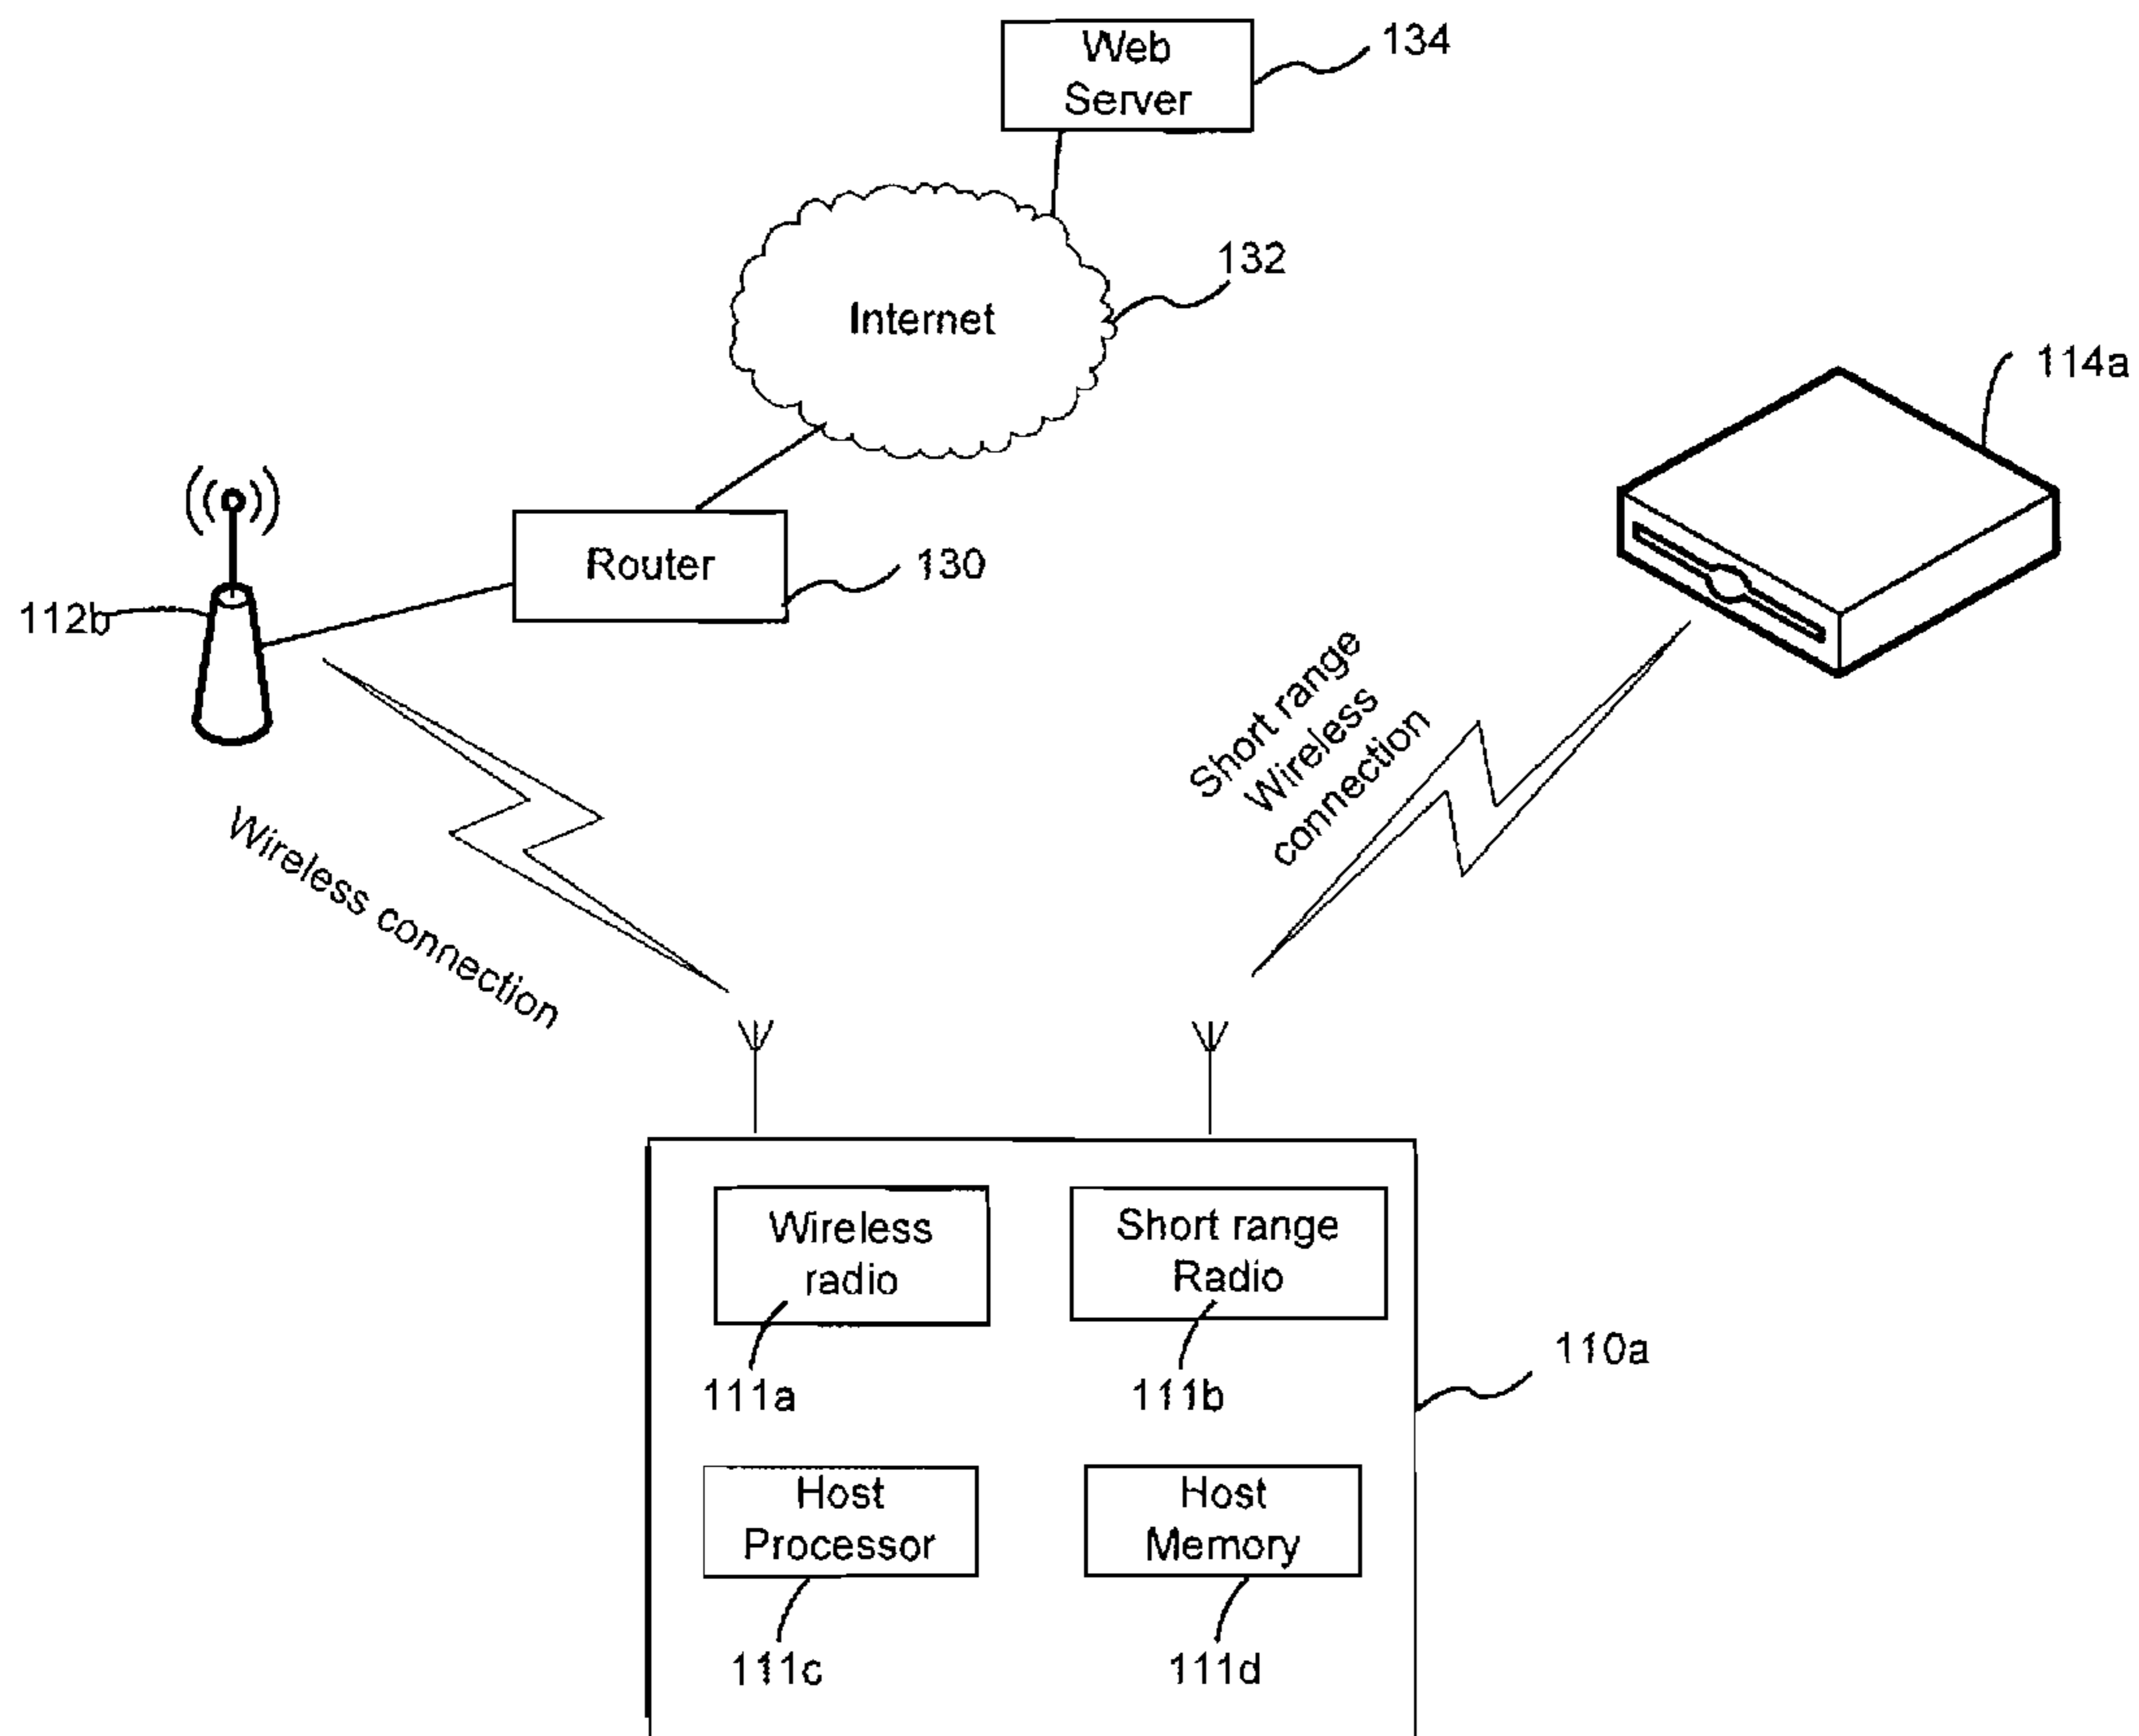 Web
Server
134
132
Internet
114a
Router
130
112b
Short range
Wireless
connection
Wireless connection
Wireless
radio
Short range
Radio
111a
111b
110a
Host
Processor
Host
Memory
111c
111d